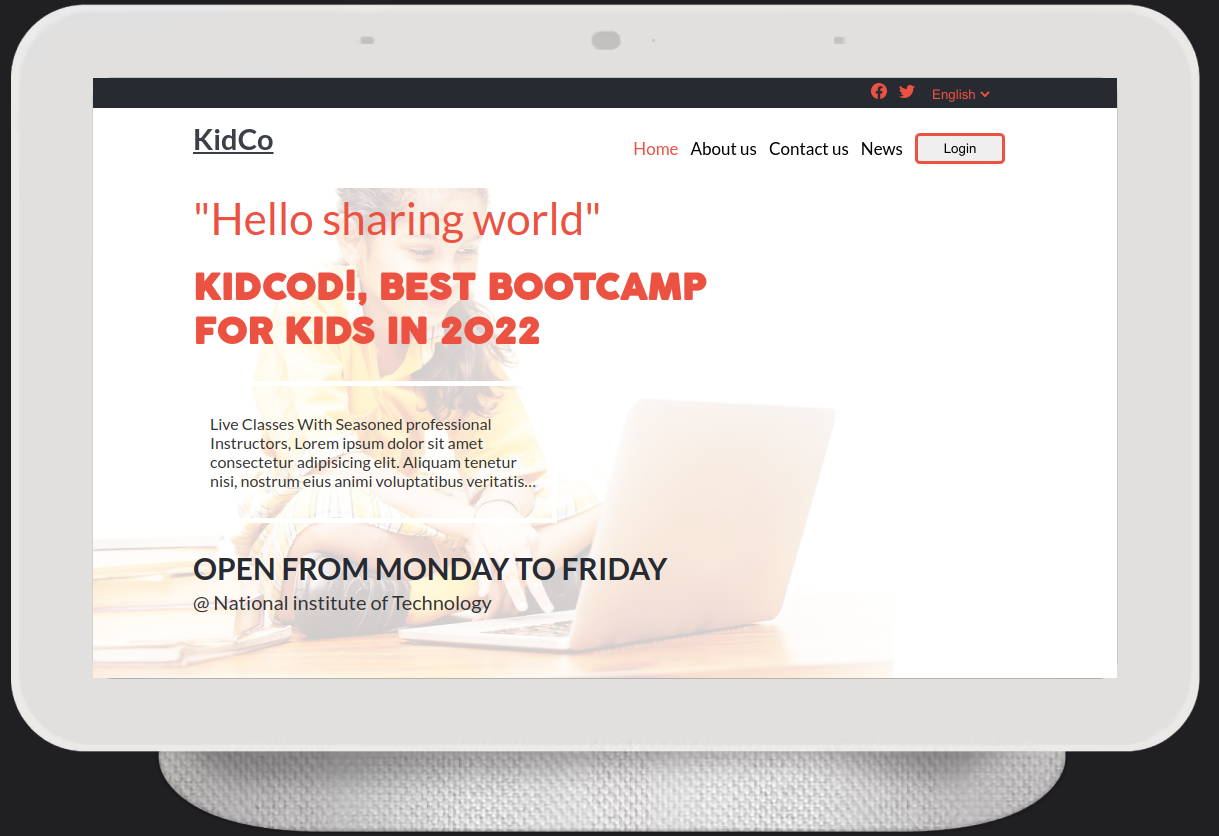 English
KidCo
Home About us Contact us News Login
"Hello sharing world"
KIDCOD!, BEST BOOTCAMP
FOR KIDS IN 2022
Live Classes With Seasoned professional
Instructors, Lorem ipsum dolor sit amet
consectetur adipisicing elit. Aliquam tenetur
nisi, nostrum eius animi voluptatibus veritatis...
OPEN FROM MONDAY TO FRIDAY
@ National institute of Technology